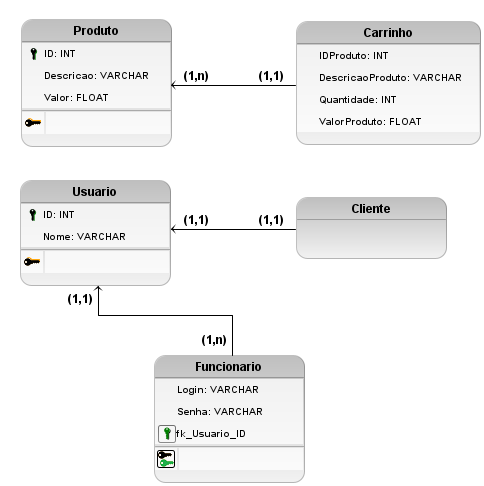 Produto
ID: INT
Descricao: VARCHAR
Valor: FLOAT
(1,n)
(1,1)
Carrinho
IDProduto: INT
DescricaoProduto: VARCHAR
Quantidade: INT
ValorProduto: FLOAT
Usuario
ID: INT
Nome: VARCHAR
(1,1)
(1,1)
Cliente
(1,1)
(1,n)
Funcionario
Login: VARCHAR
Senha: VARCHAR
fk_Usuario_ID